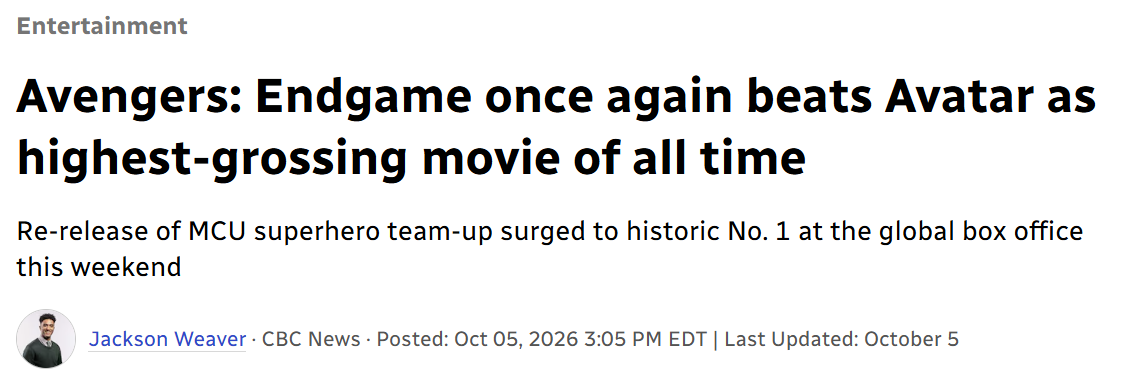 Entertainment
Avengers: Endgame once again beats Avatar as
highest-grossing movie of all time
Re-release of MCU superhero team-up surged to historic No. 1 at the global box office
this weekend
Jackson Weaver · CBC News · Posted: Oct 05, 2026 3:05 PM EDT | Last Updated: October 5